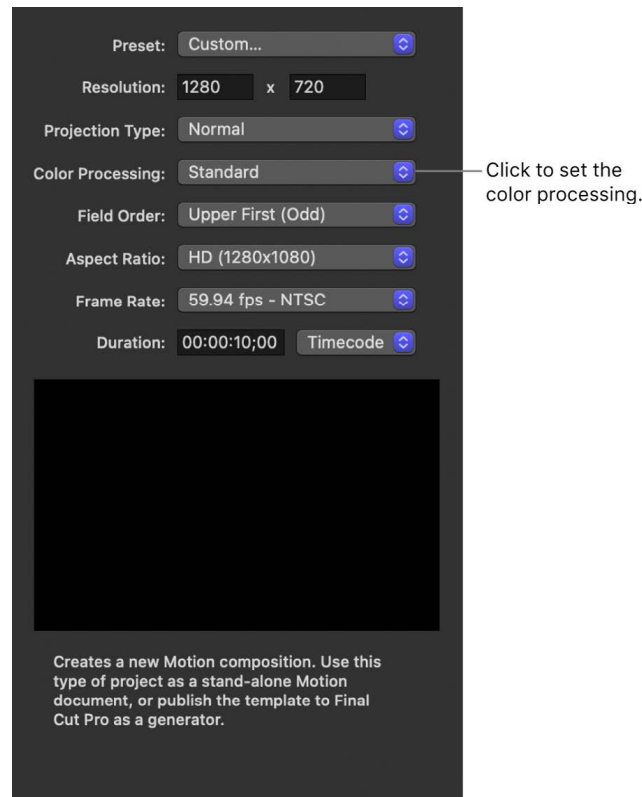 Preset: Custom...
Resolution: 1280 x 720
Projection Type: Normal
Color Processing: Standard
Click to set the
color processing.
Field Order: Upper First (Odd)
Aspect Ratio: HD (1280x1080)
Frame Rate: 59.94 fps - NTSC
Duration: 00:00:10;00 Timecode
Creates a new Motion composition. Use this
type of project as a stand-alone Motion
document, or publish the template to Final
Cut Pro as a generator.